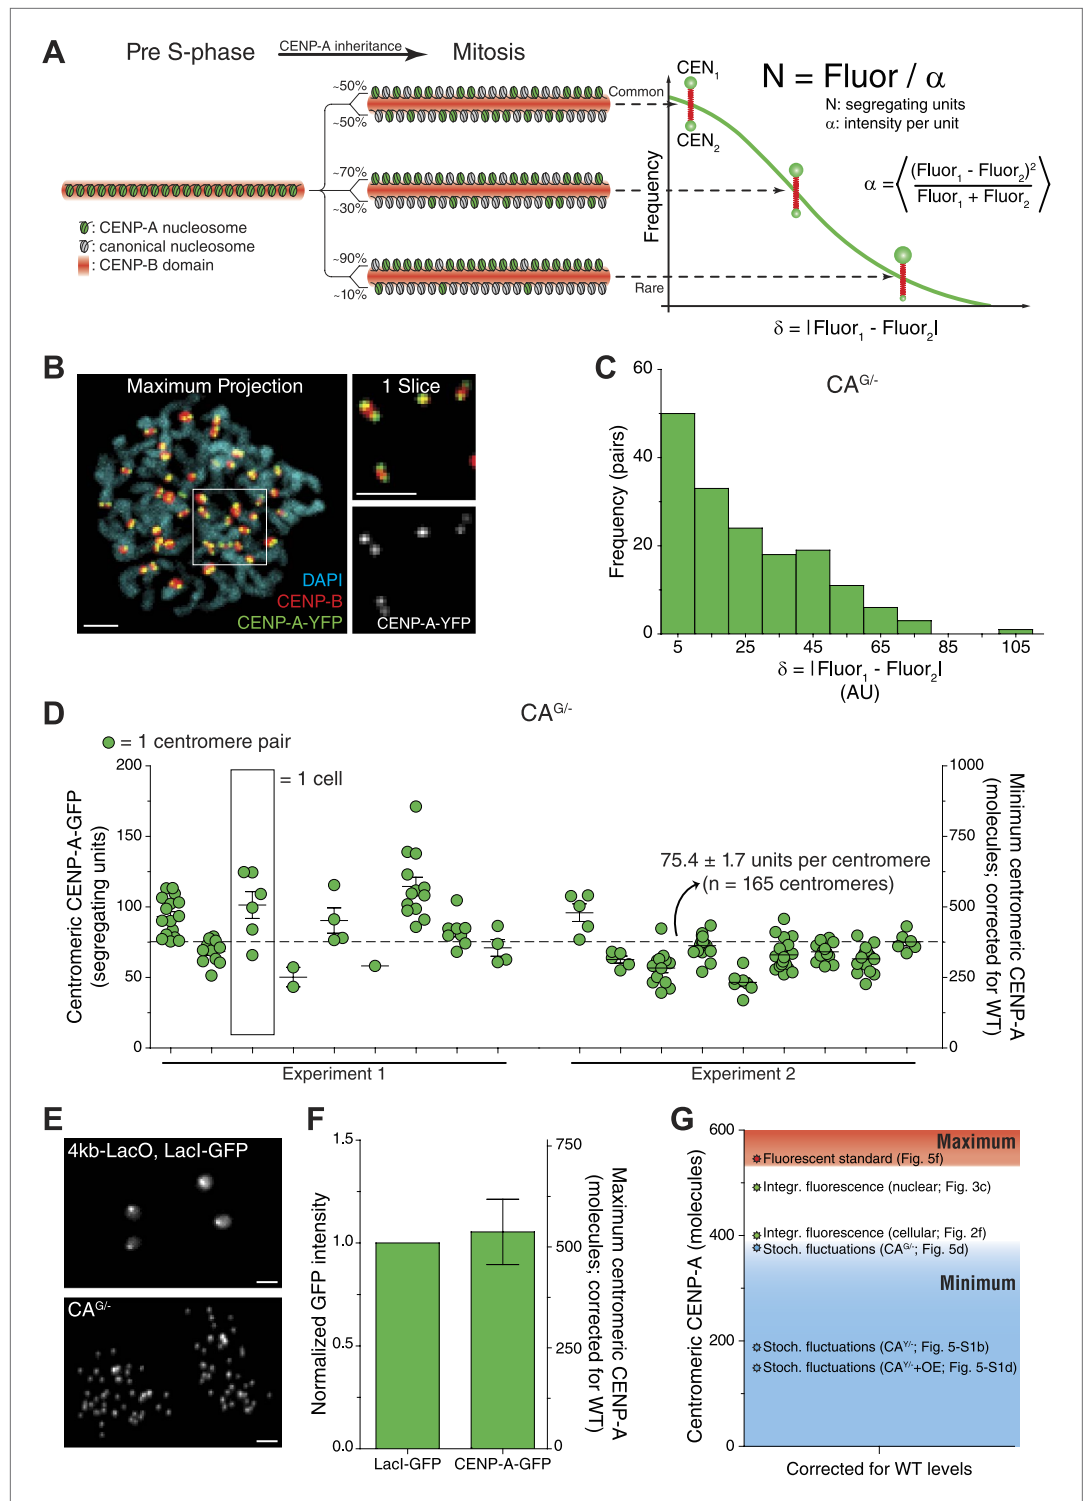 A
Pre S-phase
CENP-A inheritance
Mitosis
~50%
~50%
~70%
~30%
~90%
~10%
: CENP-A nucleosome
: canonical nucleosome
: CENP-B domain
Common
Rare
Frequency
CEN1
CEN2
N = Fluor / α
N: segregating units
α: intensity per unit
α = ⟨ (Fluor1 - Fluor2)² / Fluor1 + Fluor2 ⟩
δ = |Fluor1 - Fluor2|
B
Maximum Projection
DAPI
CENP-B
CENP-A-YFP
1 Slice
CENP-A-YFP
C
CA^G/-
Frequency (pairs)
60
40
20
0
5 25 45 65 85 105
δ = |Fluor1 - Fluor2|
(AU)
D
CA^G/-
= 1 centromere pair
= 1 cell
Centromeric CENP-A-GFP
(segregating units)
200
150
100
50
0
75.4 ± 1.7 units per centromere
(n = 165 centromeres)
1000
750
500
250
0
Minimum centromeric CENP-A
(molecules; corrected for WT)
Experiment 1
Experiment 2
E
4kb-LacO, LacI-GFP
CA^G/-
F
Normalized GFP intensity
1.5
1.0
0.5
0.0
LacI-GFP
CENP-A-GFP
750
500
250
0
Maximum centromeric CENP-A
(molecules; corrected for WT)
G
Centromeric CENP-A (molecules)
600
400
200
0
Maximum
Fluorescent standard (Fig. 5f)
Integr. fluorescence (nuclear; Fig. 3c)
Integr. fluorescence (cellular; Fig. 2f)
Stoch. fluctuations (CA^G/-; Fig. 5d)
Minimum
Stoch. fluctuations (CA^Y/-; Fig. 5-S1b)
Stoch. fluctuations (CA^Y/-+OE; Fig. 5-S1d)
Corrected for WT levels